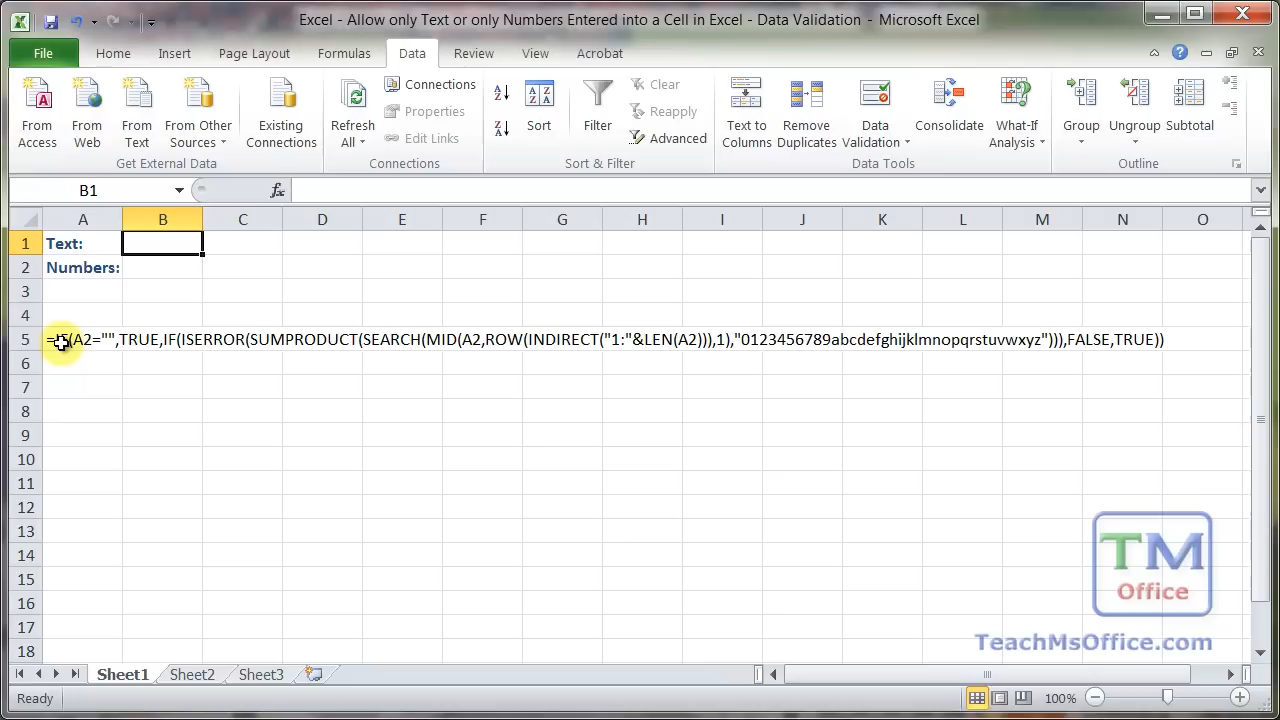 Excel - Allow only Text or only Numbers Entered into a Cell in Excel - Data Validation - Microsoft Excel
File Home Insert Page Layout Formulas Data Review View Acrobat
From Access
From Web
From Text
From Other Sources
Existing Connections
Get External Data
Refresh All
Connections
Properties
Edit Links
Connections
Sort
Filter
Clear
Reapply
Advanced
Sort & Filter
Text to Columns
Remove Duplicates
Data Validation
Consolidate
What-If Analysis
Data Tools
Group
Ungroup
Subtotal
Outline
B1 fx
A B C D E F G H I J K L M N O
1 Text:
2 Numbers:
3
4
5 =IF(A2="",TRUE,IF(ISERROR(SUMPRODUCT(SEARCH(MID(A2,ROW(INDIRECT("1:"&LEN(A2))),1),"0123456789abcdefghijklmnopqrstuvwxyz"))),FALSE,TRUE))
6
7
8
9
10
11
12
13
14
15
16
17
18
TM
Office
TeachMsOffice.com
Sheet1 Sheet2 Sheet3
Ready 100%